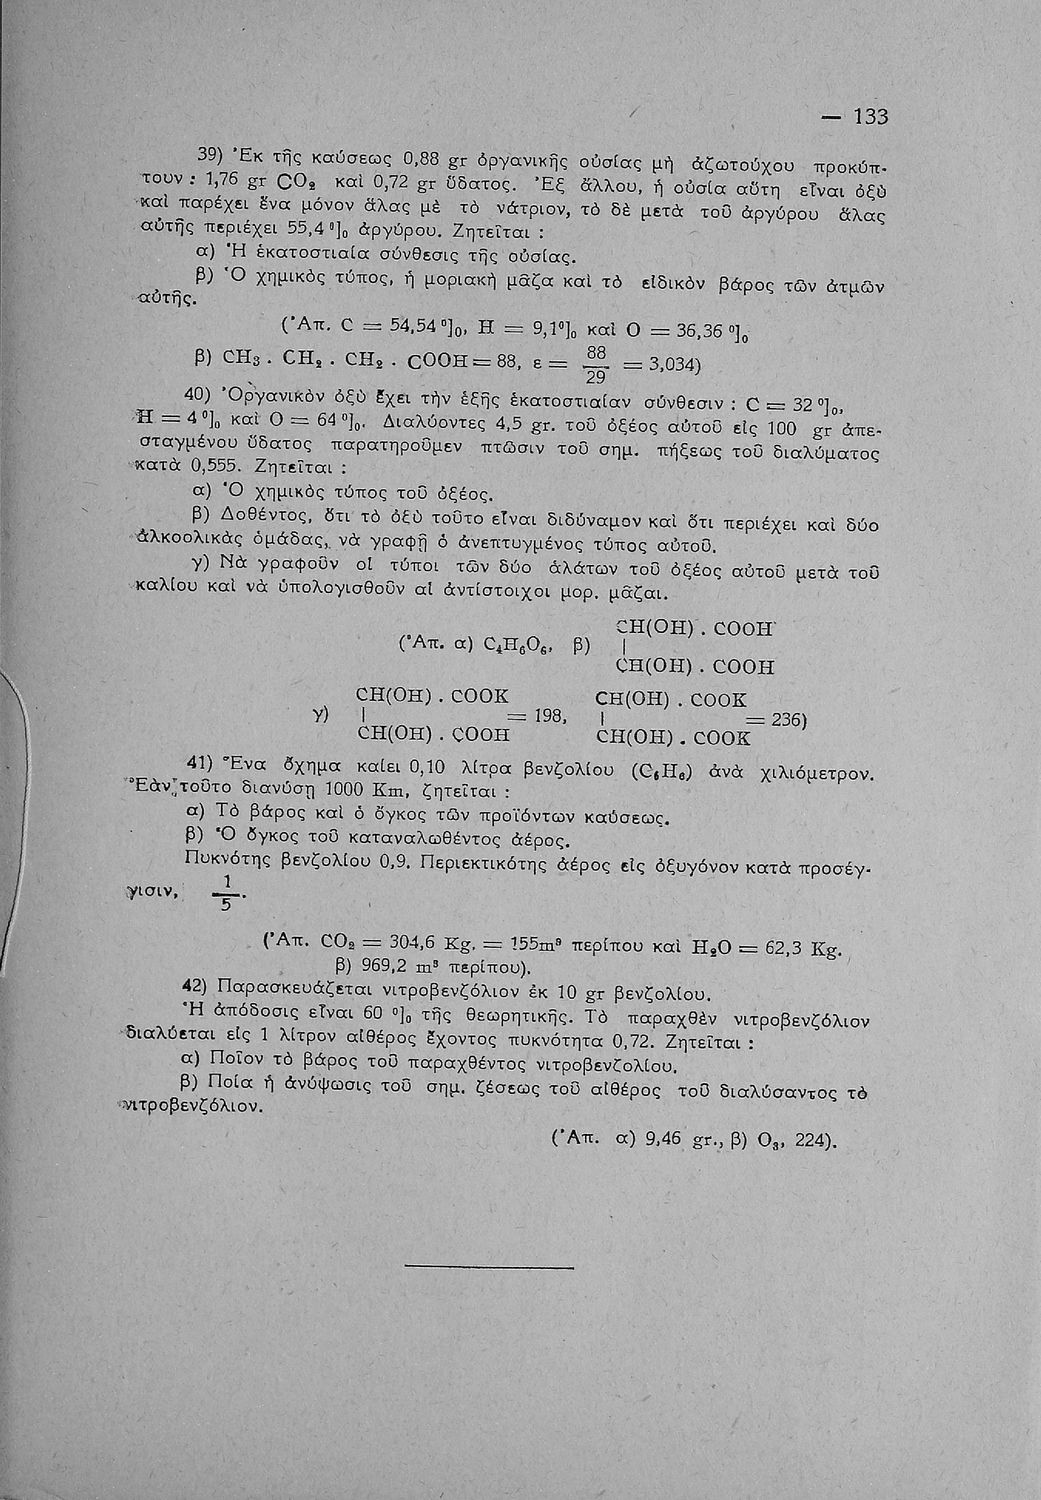 — 133
39) Ἐκ τῆς καύσεως 0,88 gr ὀργανικῆς οὐσίας μὴ ἀζωτούχου προκύπ-
τουν : 1,76 gr CO₂ καὶ 0,72 gr ὕδατος. Ἐξ ἄλλου, ἡ οὐσία αὕτη εἶναι ὀξὺ
καὶ παρέχει ἕνα μόνον ἅλας μὲ τὸ νάτριον, τὸ δὲ μετὰ τοῦ ἀργύρου ἅλας
αὐτῆς περιέχει 55,4 ⁰]₀ ἀργύρου. Ζητεῖται :
α) Ἡ ἑκατοστιαία σύνθεσις τῆς οὐσίας.
β) Ὁ χημικὸς τύπος, ἡ μοριακὴ μᾶζα καὶ τὸ εἰδικὸν βάρος τῶν ἀτμῶν
αὐτῆς.
(Ἀπ. C = 54,54 ⁰]₀, H = 9,1⁰]₀ καὶ O = 36,36 ⁰]₀
β) CH₃ . CH₂ . CH₂ . COOH = 88, ε = 88/29 = 3,034)
40) Ὀργανικὸν ὀξὺ ἔχει τὴν ἑξῆς ἑκατοστιαίαν σύνθεσιν : C = 32 ⁰]₀,
H = 4 ⁰]₀ καὶ O = 64 ⁰]₀. Διαλύοντες 4,5 gr. τοῦ ὀξέος αὐτοῦ εἰς 100 gr ἀπε-
σταγμένου ὕδατος παρατηροῦμεν πτῶσιν τοῦ σημ. πήξεως τοῦ διαλύματος
κατὰ 0,555. Ζητεῖται :
α) Ὁ χημικὸς τύπος τοῦ ὀξέος.
β) Δοθέντος, ὅτι τὸ ὀξὺ τοῦτο εἶναι διδύναμον καὶ ὅτι περιέχει καὶ δύο
ἀλκοολικὰς ὁμάδας, νὰ γραφῇ ὁ ἀνεπτυγμένος τύπος αὐτοῦ.
γ) Νὰ γραφοῦν οἱ τύποι τῶν δύο ἁλάτων τοῦ ὀξέος αὐτοῦ μετὰ τοῦ
καλίου καὶ νὰ ὑπολογισθοῦν αἱ ἀντίστοιχοι μορ. μᾶζαι.
CH(OH) . COOH
(Ἀπ. α) C₄H₆O₆, β) |
CH(OH) . COOH
CH(OH) . COOK CH(OH) . COOK
γ) | = 198, | = 236)
CH(OH) . COOH CH(OH) . COOK
41) Ἕνα ὄχημα καίει 0,10 λίτρα βενζολίου (C₆H₆) ἀνὰ χιλιόμετρον.
Ἐὰν τοῦτο διανύσῃ 1000 Km, ζητεῖται :
α) Τὸ βάρος καὶ ὁ ὄγκος τῶν προϊόντων καύσεως.
β) Ὁ ὄγκος τοῦ καταναλωθέντος ἀέρος.
Πυκνότης βενζολίου 0,9. Περιεκτικότης ἀέρος εἰς ὀξυγόνον κατὰ προσέγ-
γισιν, 1/5.
(Ἀπ. CO₂ = 304,6 Kg. = 155m³ περίπου καὶ H₂O = 62,3 Kg.
β) 969,2 m³ περίπου).
42) Παρασκευάζεται νιτροβενζόλιον ἐκ 10 gr βενζολίου.
Ἡ ἀπόδοσις εἶναι 60 ⁰]₀ τῆς θεωρητικῆς. Τὸ παραχθὲν νιτροβενζόλιον
διαλύεται εἰς 1 λίτρον αἰθέρος ἔχοντος πυκνότητα 0,72. Ζητεῖται :
α) Ποῖον τὸ βάρος τοῦ παραχθέντος νιτροβενζολίου.
β) Ποία ἡ ἀνύψωσις τοῦ σημ. ζέσεως τοῦ αἰθέρος τοῦ διαλύσαντος τὸ
νιτροβενζόλιον.
(Ἀπ. α) 9,46 gr., β) O₃, 224).